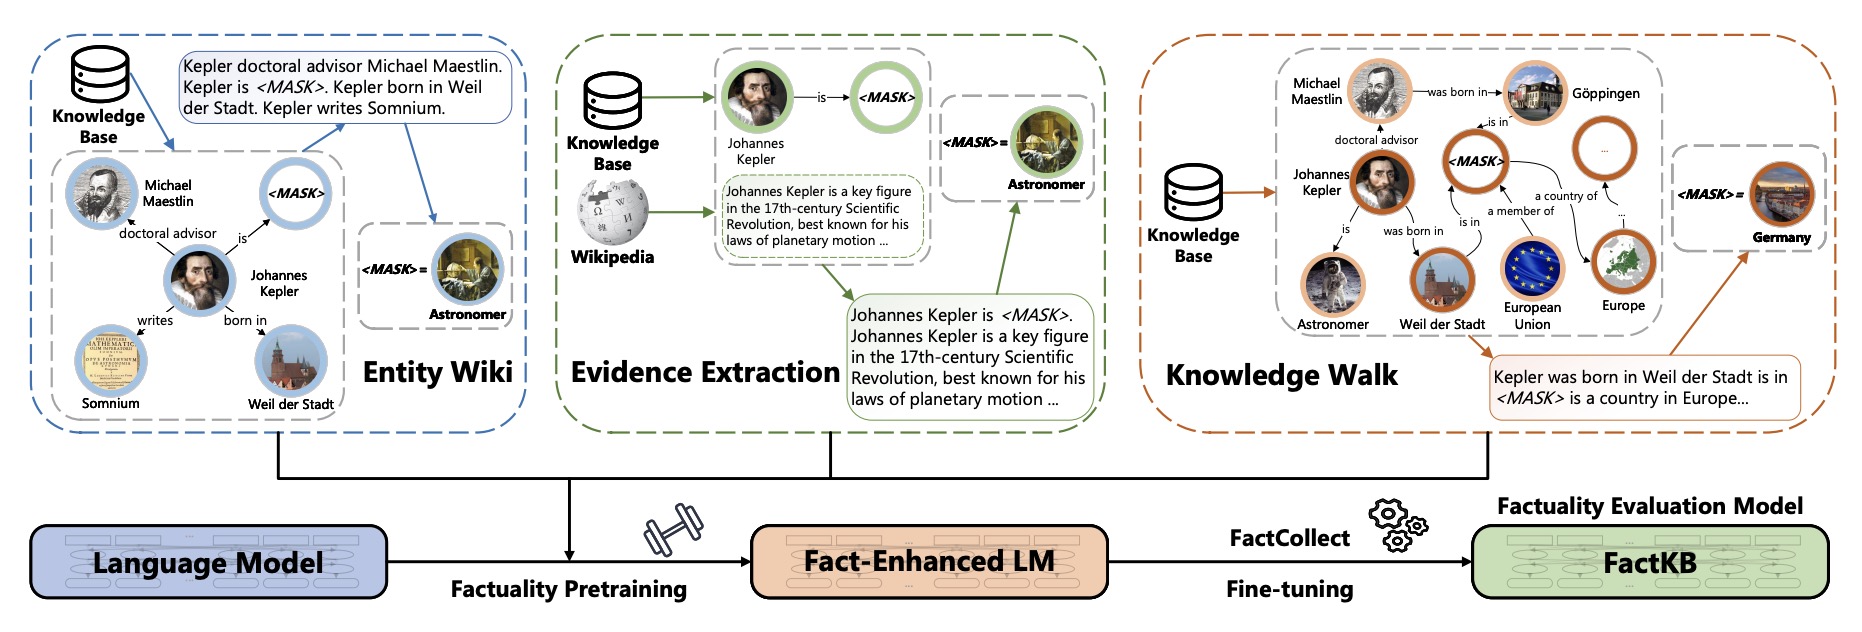 Knowledge
Base
Kepler doctoral advisor Michael Maestlin.
Kepler is <MASK>. Kepler born in Weil
der Stadt. Kepler writes Somnium.
Michael
Maestlin
<MASK>
doctoral advisor
is
Johannes
Kepler
writes
born in
Somnium
Weil der Stadt
<MASK> =
Astronomer
Entity Wiki
Knowledge
Base
Wikipedia
Johannes
Kepler
is
<MASK>
Johannes Kepler is a key figure
in the 17th-century Scientific
Revolution, best known for his
laws of planetary motion ...
<MASK> =
Astronomer
Johannes Kepler is <MASK>.
Johannes Kepler is a key figure
in the 17th-century Scientific
Revolution, best known for his
laws of planetary motion ...
Evidence Extraction
Knowledge
Base
Michael
Maestlin
was born in
Göppingen
doctoral advisor
is in
<MASK>
...
Johannes
Kepler
a country of
is
was born in
is in
a member of
...
Astronomer
Weil der Stadt
European
Union
Europe
<MASK> =
Germany
Kepler was born in Weil der Stadt is in
<MASK> is a country in Europe...
Knowledge Walk
Language Model
Factuality Pretraining
Fact-Enhanced LM
FactCollect
Fine-tuning
Factuality Evaluation Model
FactKB